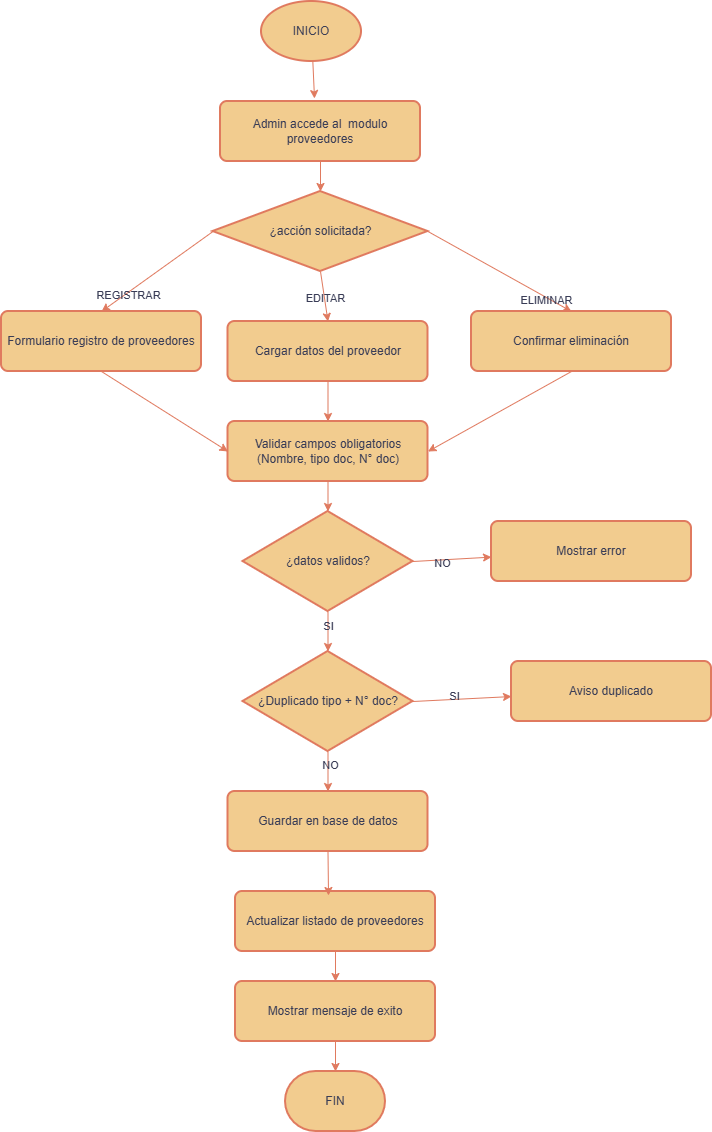 INICIO
Admin accede al modulo
proveedores
¿acción solicitada?
REGISTRAR
EDITAR
ELIMINAR
Formulario registro de proveedores
Cargar datos del proveedor
Confirmar eliminación
Validar campos obligatorios
(Nombre, tipo doc, N° doc)
¿datos validos?
NO
Mostrar error
SI
¿Duplicado tipo + N° doc?
SI
Aviso duplicado
NO
Guardar en base de datos
Actualizar listado de proveedores
Mostrar mensaje de exito
FIN